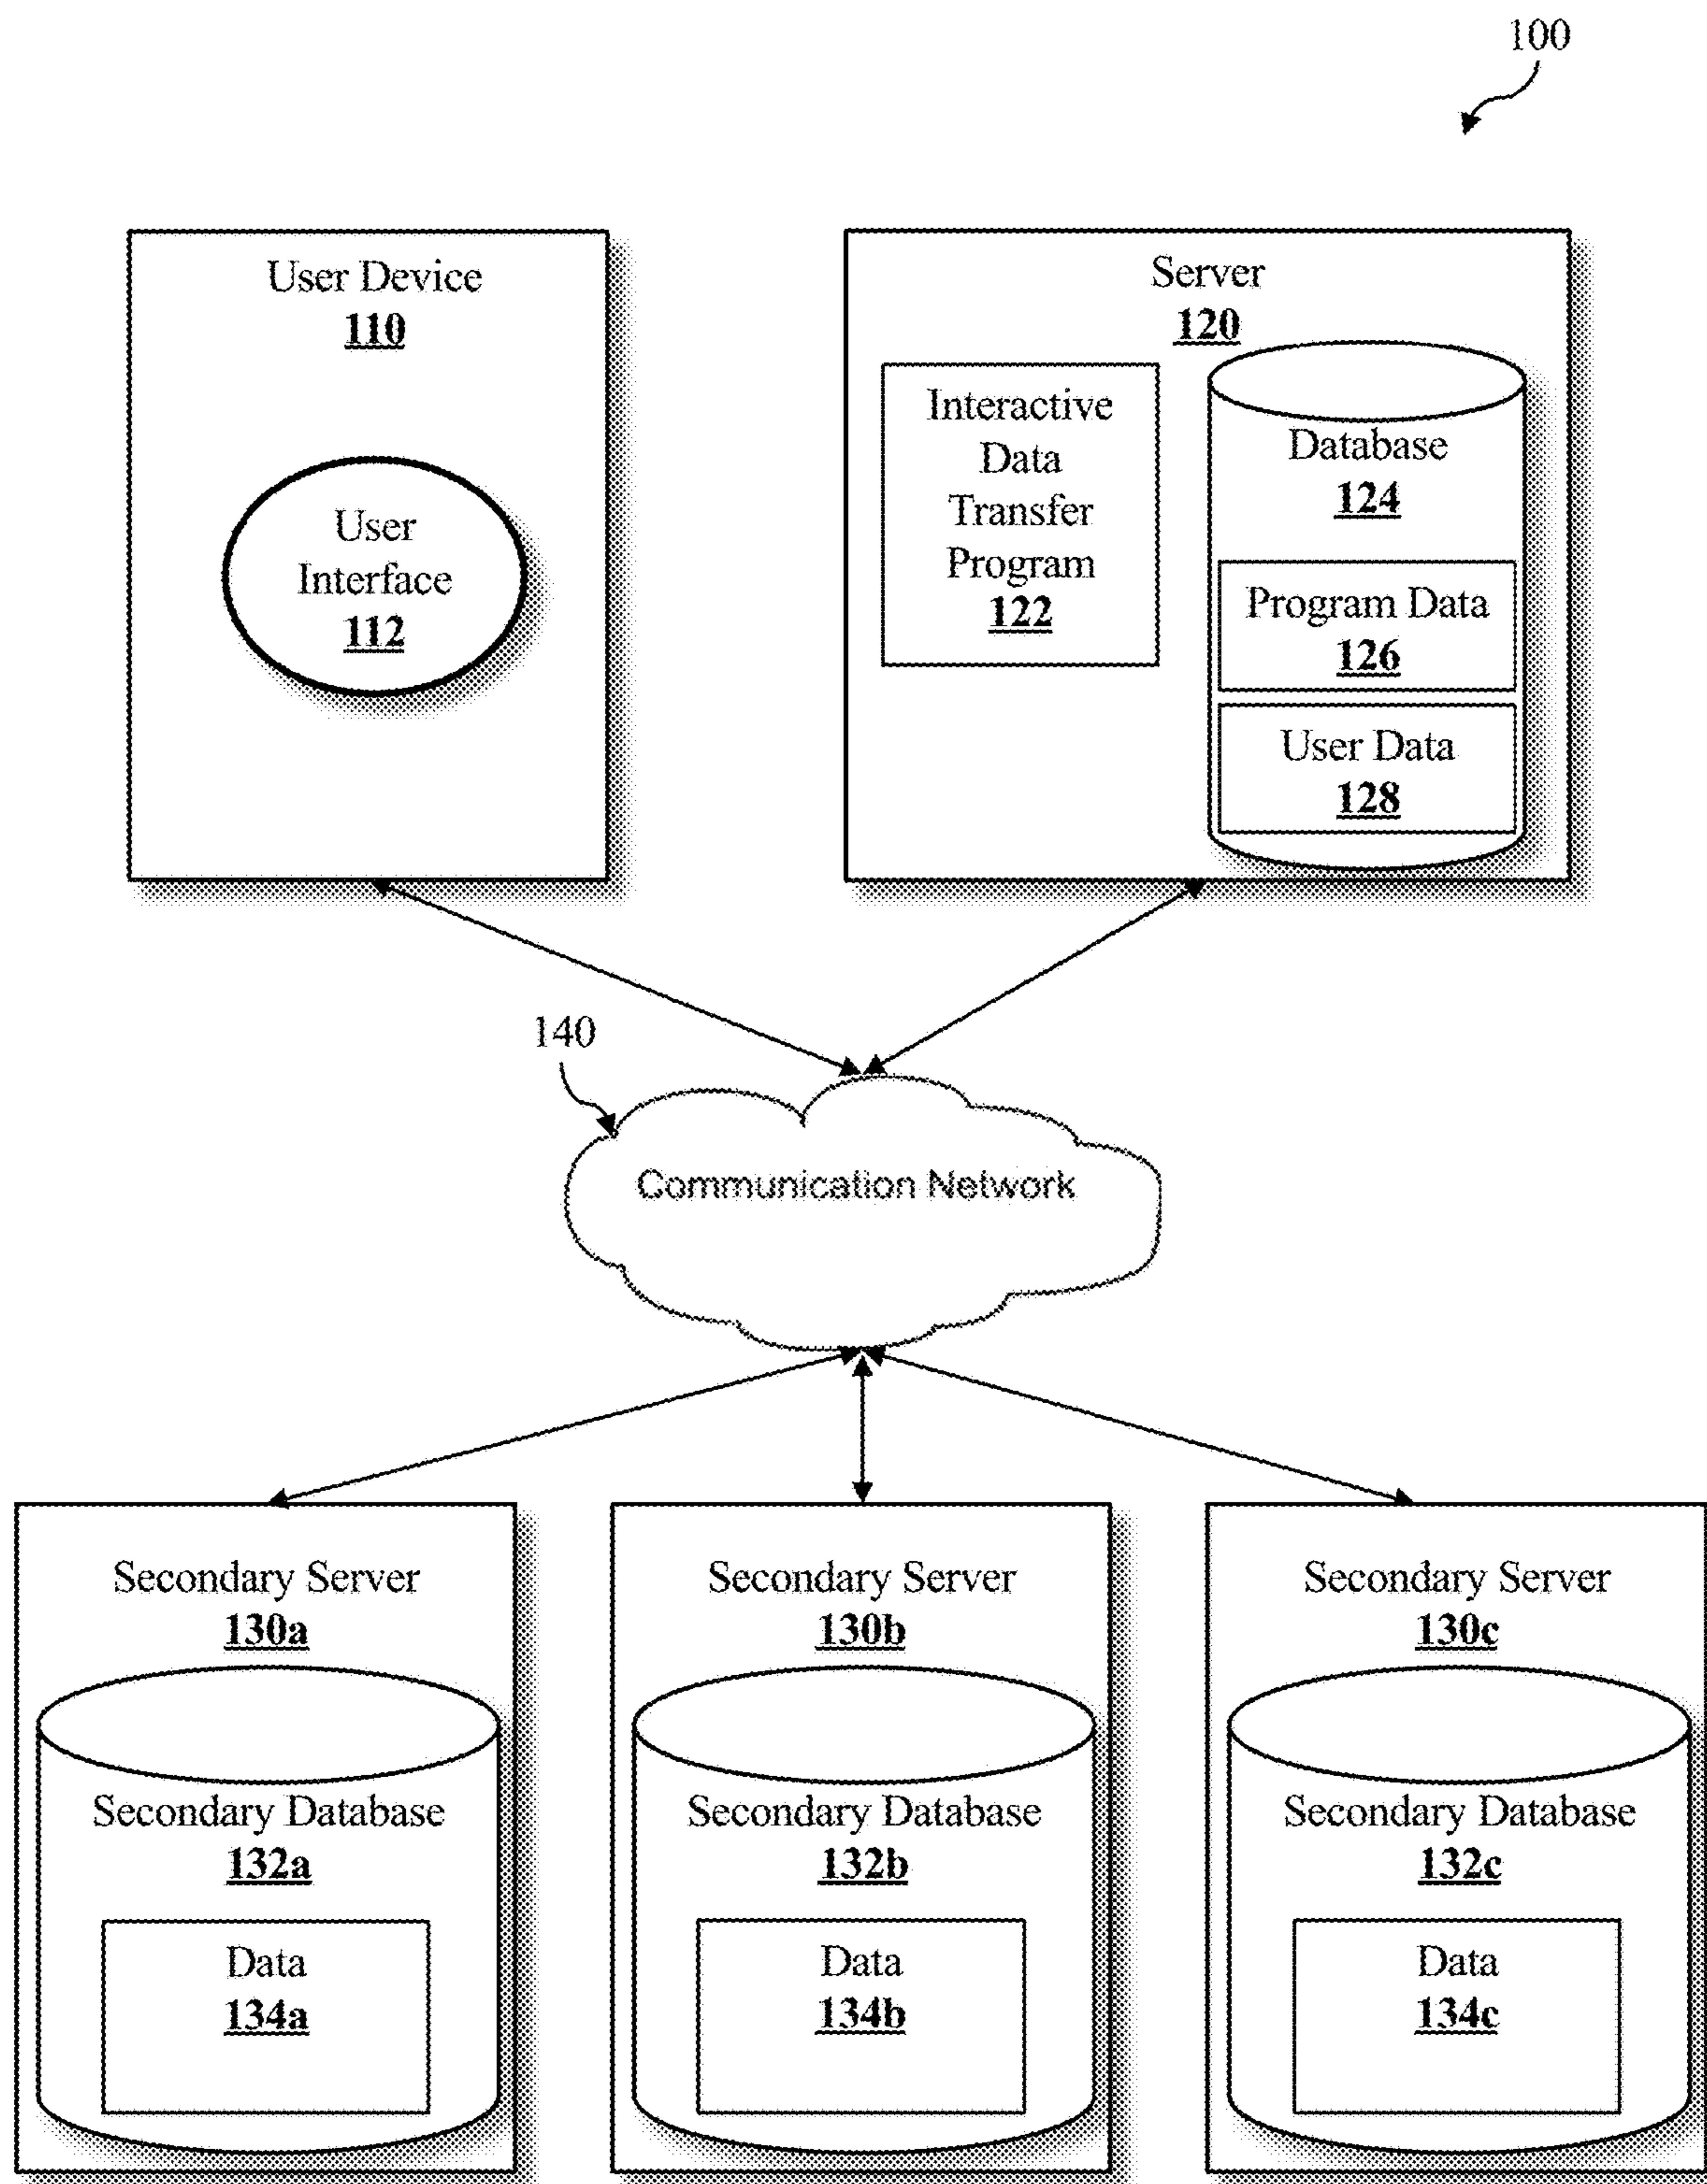 100
User Device
110
User
Interface
112
Server
120
Interactive
Data
Transfer
Program
122
Database
124
Program Data
126
User Data
128
140
Communication Network
Secondary Server
130a
Secondary Database
132a
Data
134a
Secondary Server
130b
Secondary Database
132b
Data
134b
Secondary Server
130c
Secondary Database
132c
Data
134c